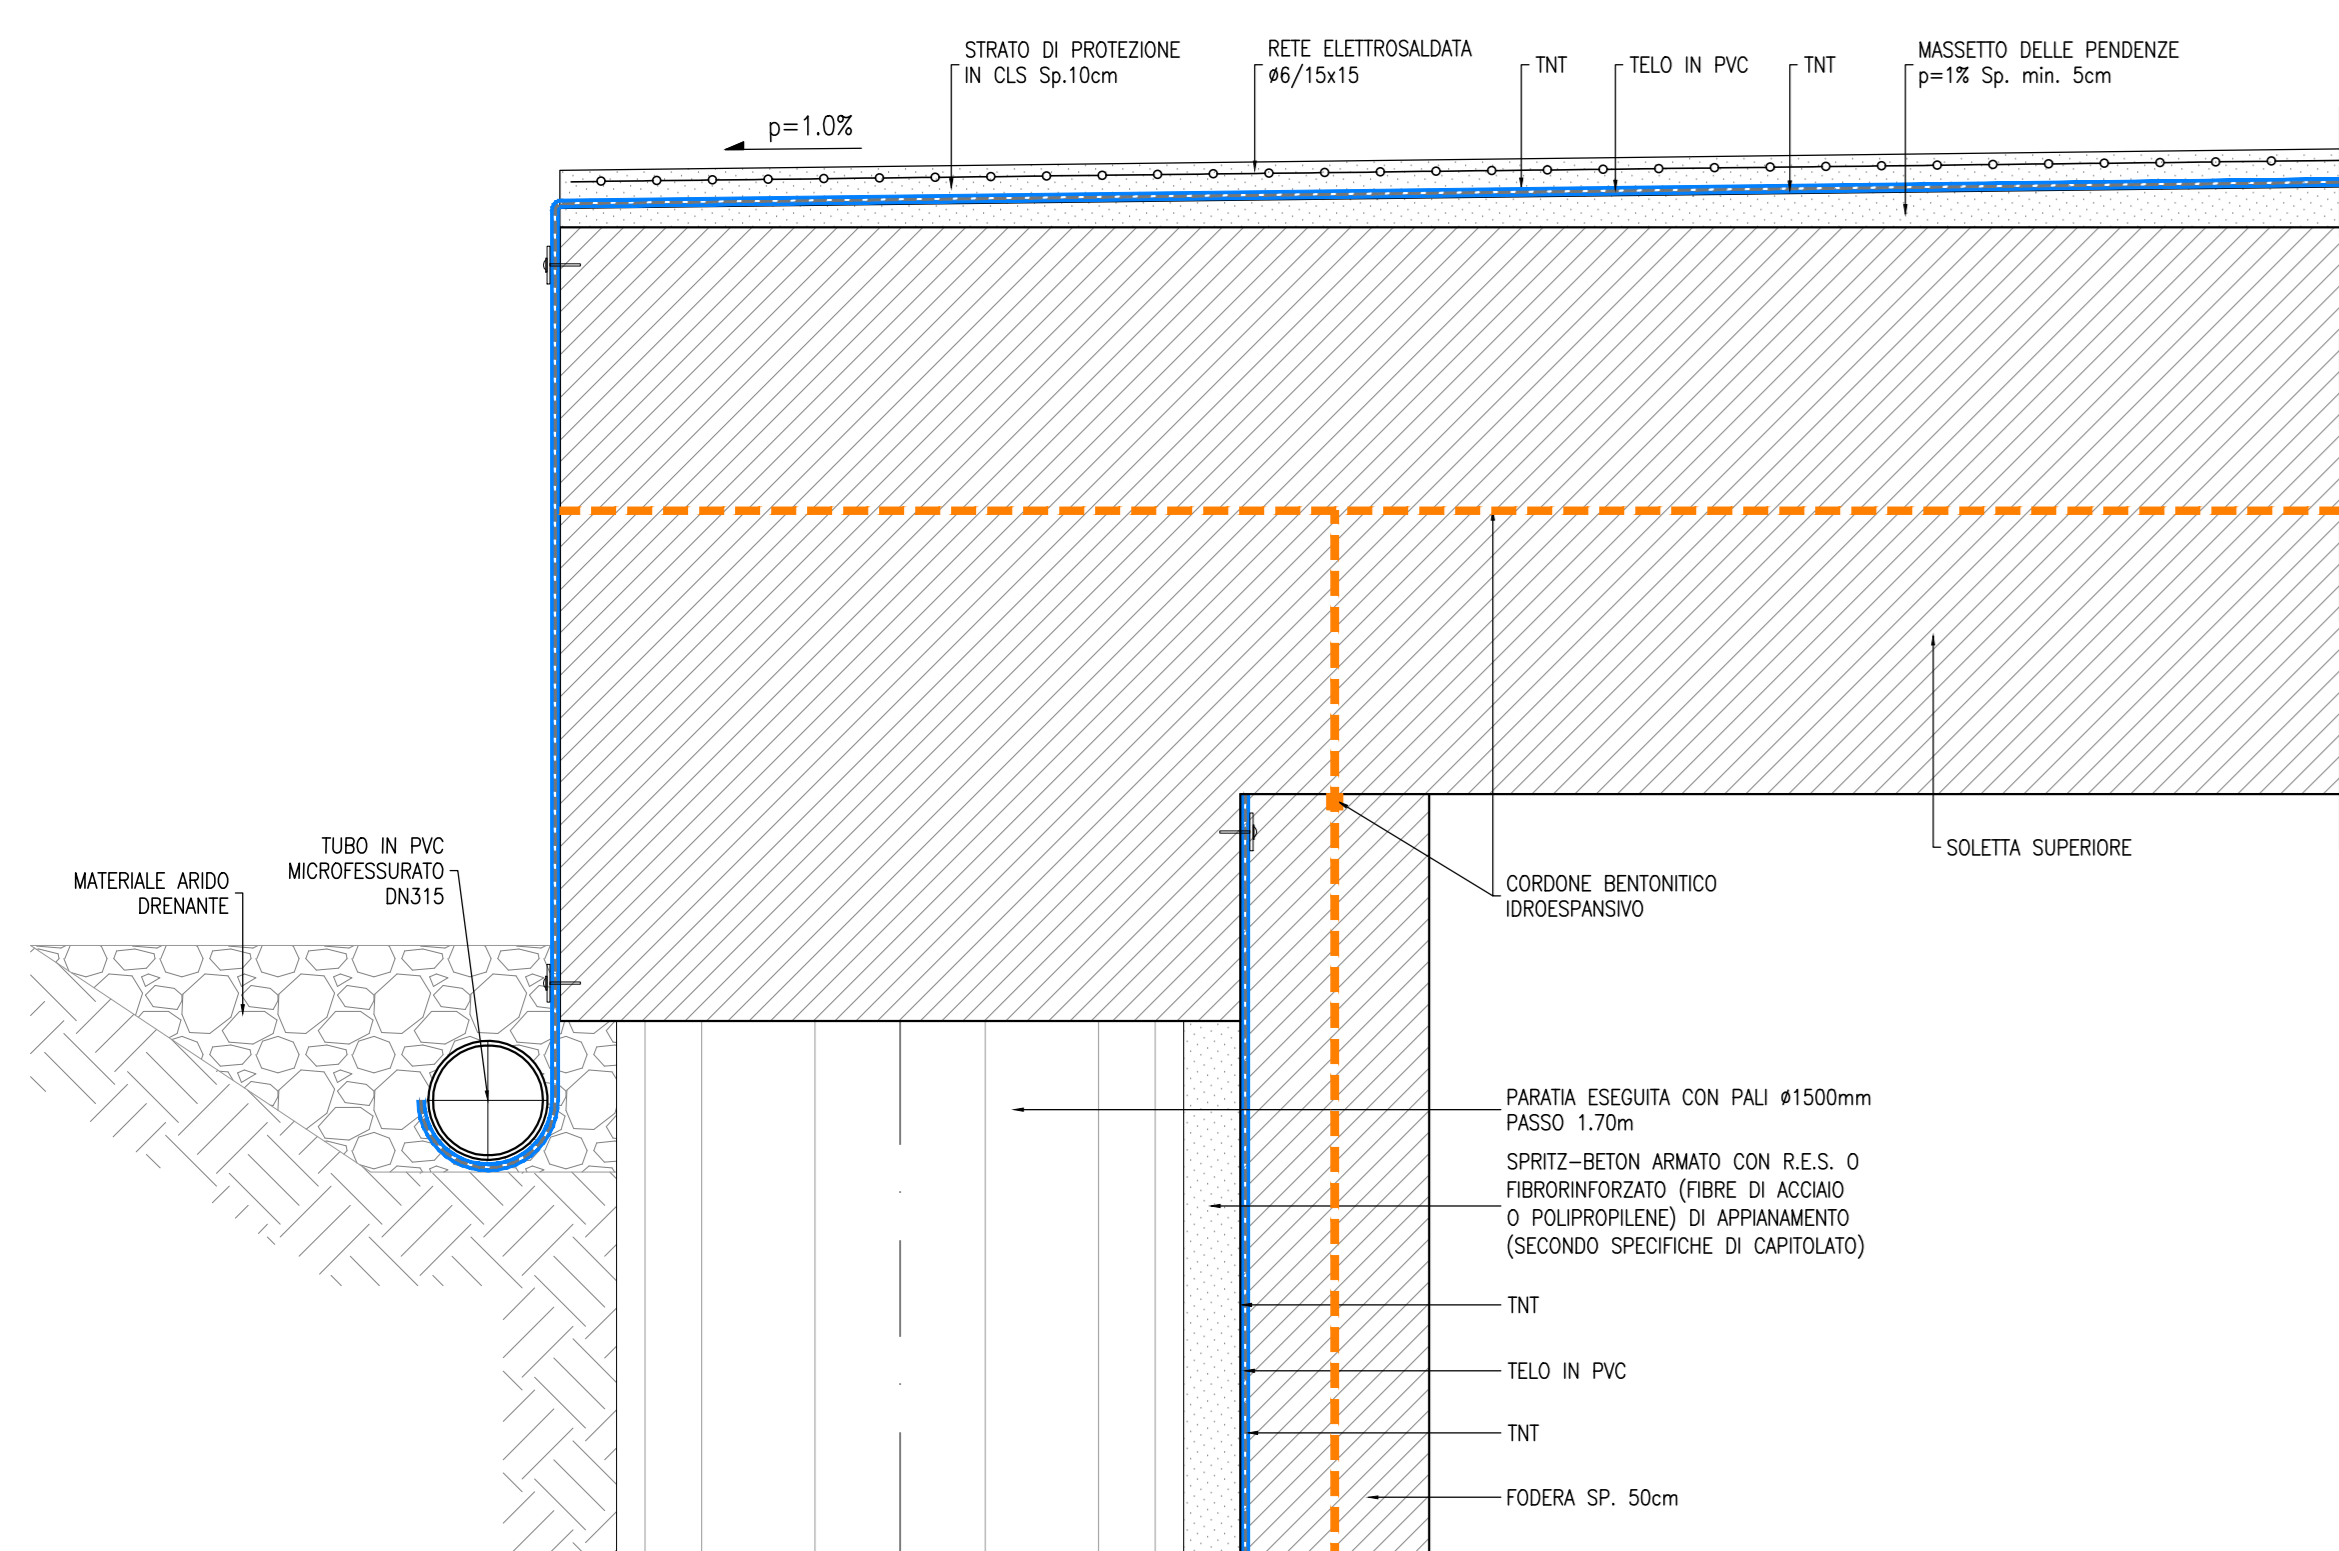 STRATO DI PROTEZIONE
IN CLS Sp.10cm
RETE ELETTROSALDATA
ø6/15x15
TNT
TELO IN PVC
TNT
MASSETTO DELLE PENDENZE
p=1% Sp. min. 5cm
p=1.0%
TUBO IN PVC
MICROFESSURATO
DN315
MATERIALE ARIDO
DRENANTE
SOLETTA SUPERIORE
CORDONE BENTONITICO
IDROESPANSIVO
PARATIA ESEGUITA CON PALI ø1500mm
PASSO 1.70m
SPRITZ-BETON ARMATO CON R.E.S. O
FIBRORINFORZATO (FIBRE DI ACCIAIO
O POLIPROPILENE) DI APPIANAMENTO
(SECONDO SPECIFICHE DI CAPITOLATO)
TNT
TELO IN PVC
TNT
FODERA SP. 50cm